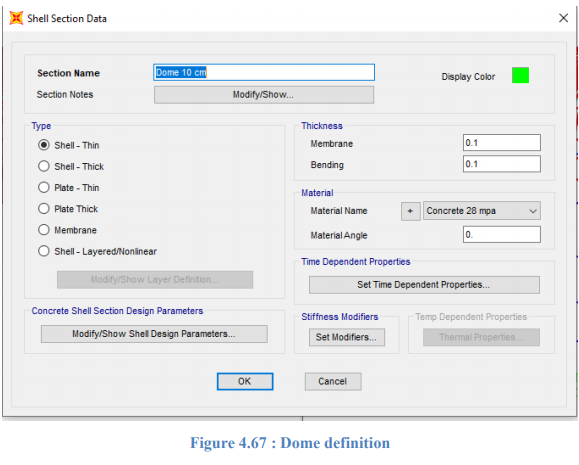 Shell Section Data
Section Name
Dome 10 cm
Display Color
Section Notes
Modify/Show...
Type
Shell - Thin
Shell - Thick
Plate - Thin
Plate Thick
Membrane
Shell - Layered/Nonlinear
Modify/Show Layer Definition...
Thickness
Membrane
0.1
Bending
0.1
Material
Material Name
+
Concrete 28 mpa
Material Angle
0.
Time Dependent Properties
Set Time Dependent Properties...
Concrete Shell Section Design Parameters
Modify/Show Shell Design Parameters...
Stiffness Modifiers
Set Modifiers...
Temp Dependent Properties
Thermal Properties...
OK
Cancel
Figure 4.67 : Dome definition